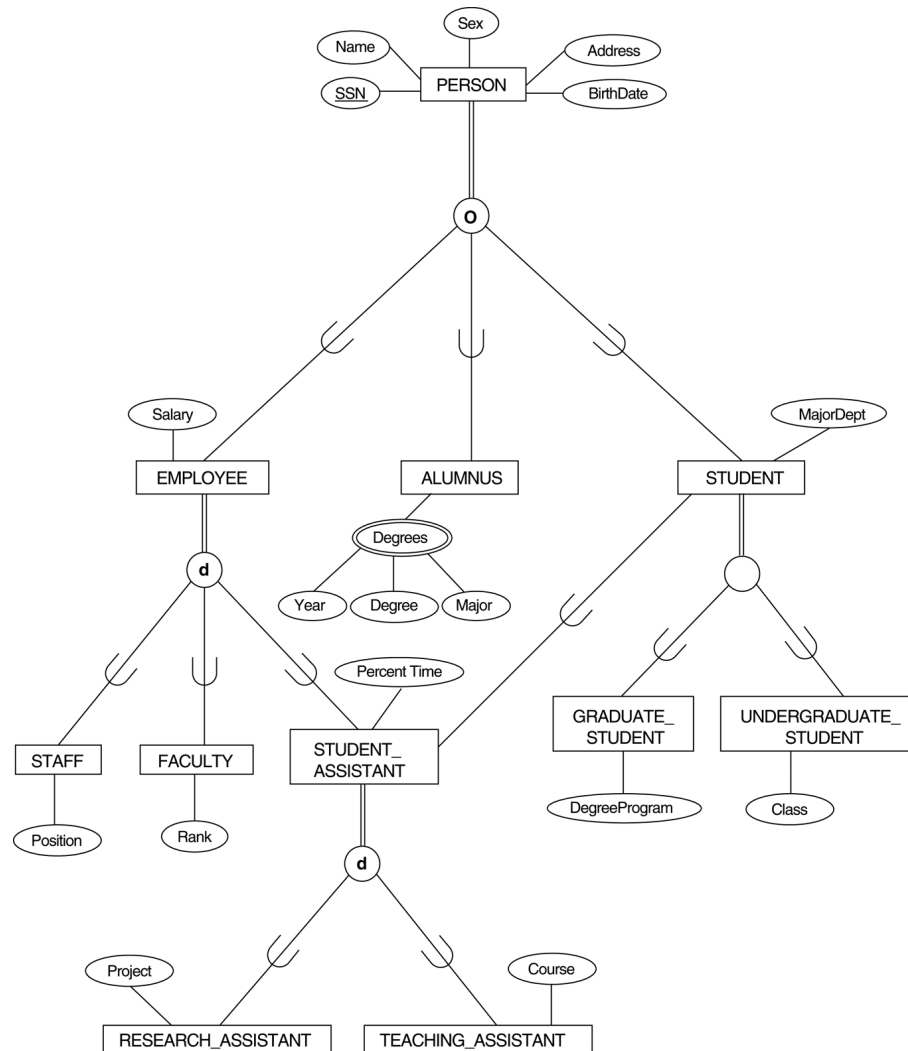 Sex
Name
Address
PERSON
SSN
BirthDate
O
Salary
MajorDept
EMPLOYEE
ALUMNUS
STUDENT
Degrees
d
Year
Degree
Major
Percent Time
GRADUATE_
STUDENT
UNDERGRADUATE_
STUDENT
STAFF
FACULTY
STUDENT_
ASSISTANT
DegreeProgram
Class
Position
Rank
d
Project
Course
RESEARCH_ASSISTANT
TEACHING_ASSISTANT